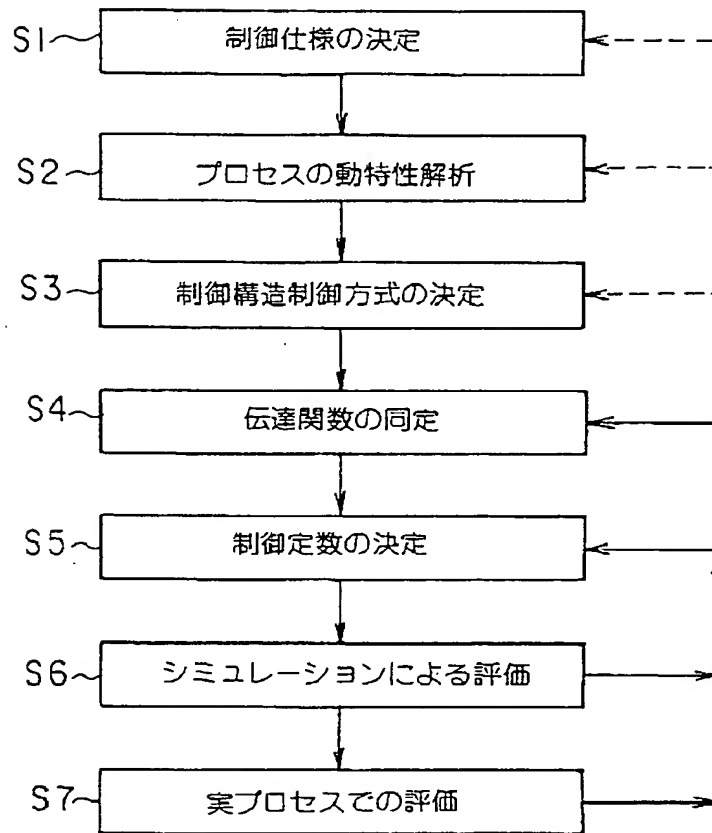 S1 制御仕様の決定
S2 プロセスの動特性解析
S3 制御構造制御方式の決定
S4 伝達関数の同定
S5 制御定数の決定
S6 シミュレーションによる評価
S7 実プロセスでの評価